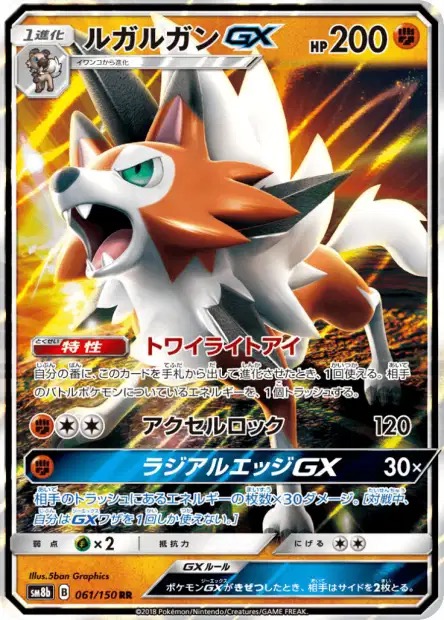 1進化
ルガルガンGX
HP200
イワンコから進化
とくせい
特性 トワイライトアイ
自分の番に、このカードを手札から出して進化させたとき、1回使える。相手
のバトルポケモンについているエネルギーを、1個トラッシュする。
アクセルロック 120
ラジアルエッジGX 30×
相手のトラッシュにあるエネルギーの枚数×30ダメージ。[対戦中、
自分はGXワザを1回しか使えない。]
弱点 ×2 抵抗力 にげる
Illus.5ban Graphics
GXルール
sm8b B 061/150 RR
ポケモンGXがきぜつしたとき、相手はサイドを2枚とる。
©2018 Pokémon/Nintendo/Creatures/GAME FREAK.